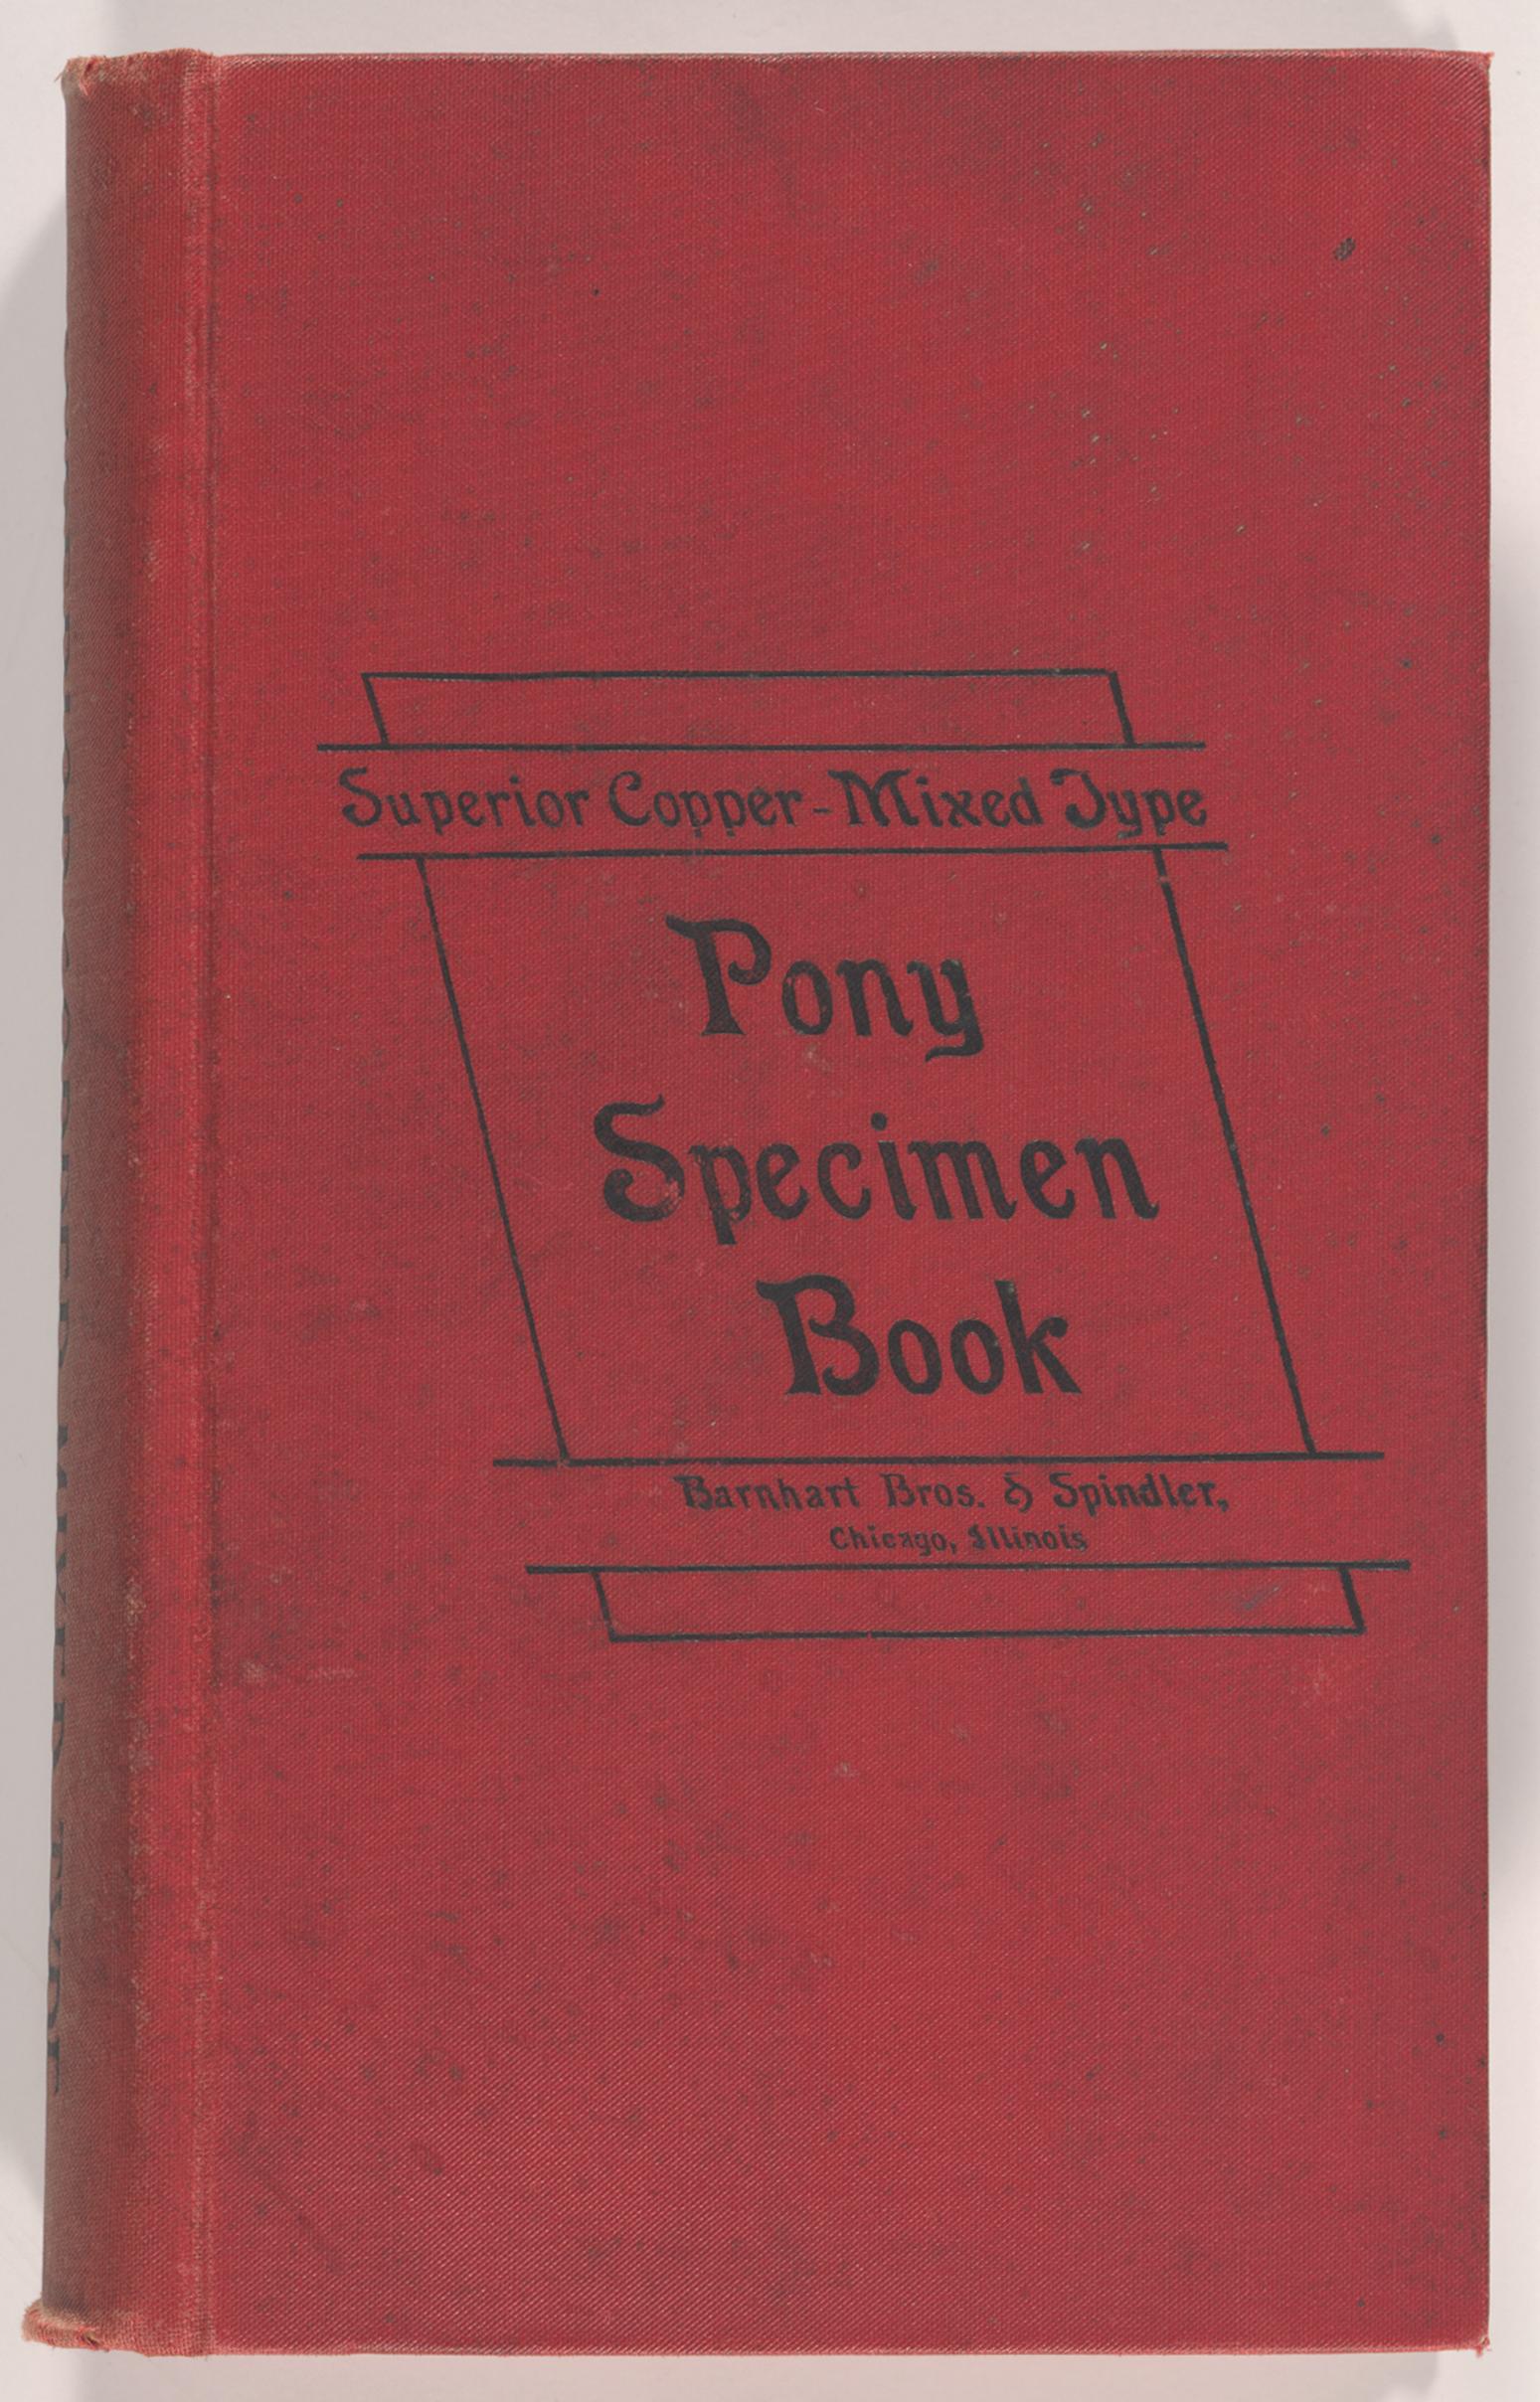 Superior Copper-Mixed Type
Pony
Specimen
Book
Barnhart Bros. & Spindler,
Chicago, Illinois